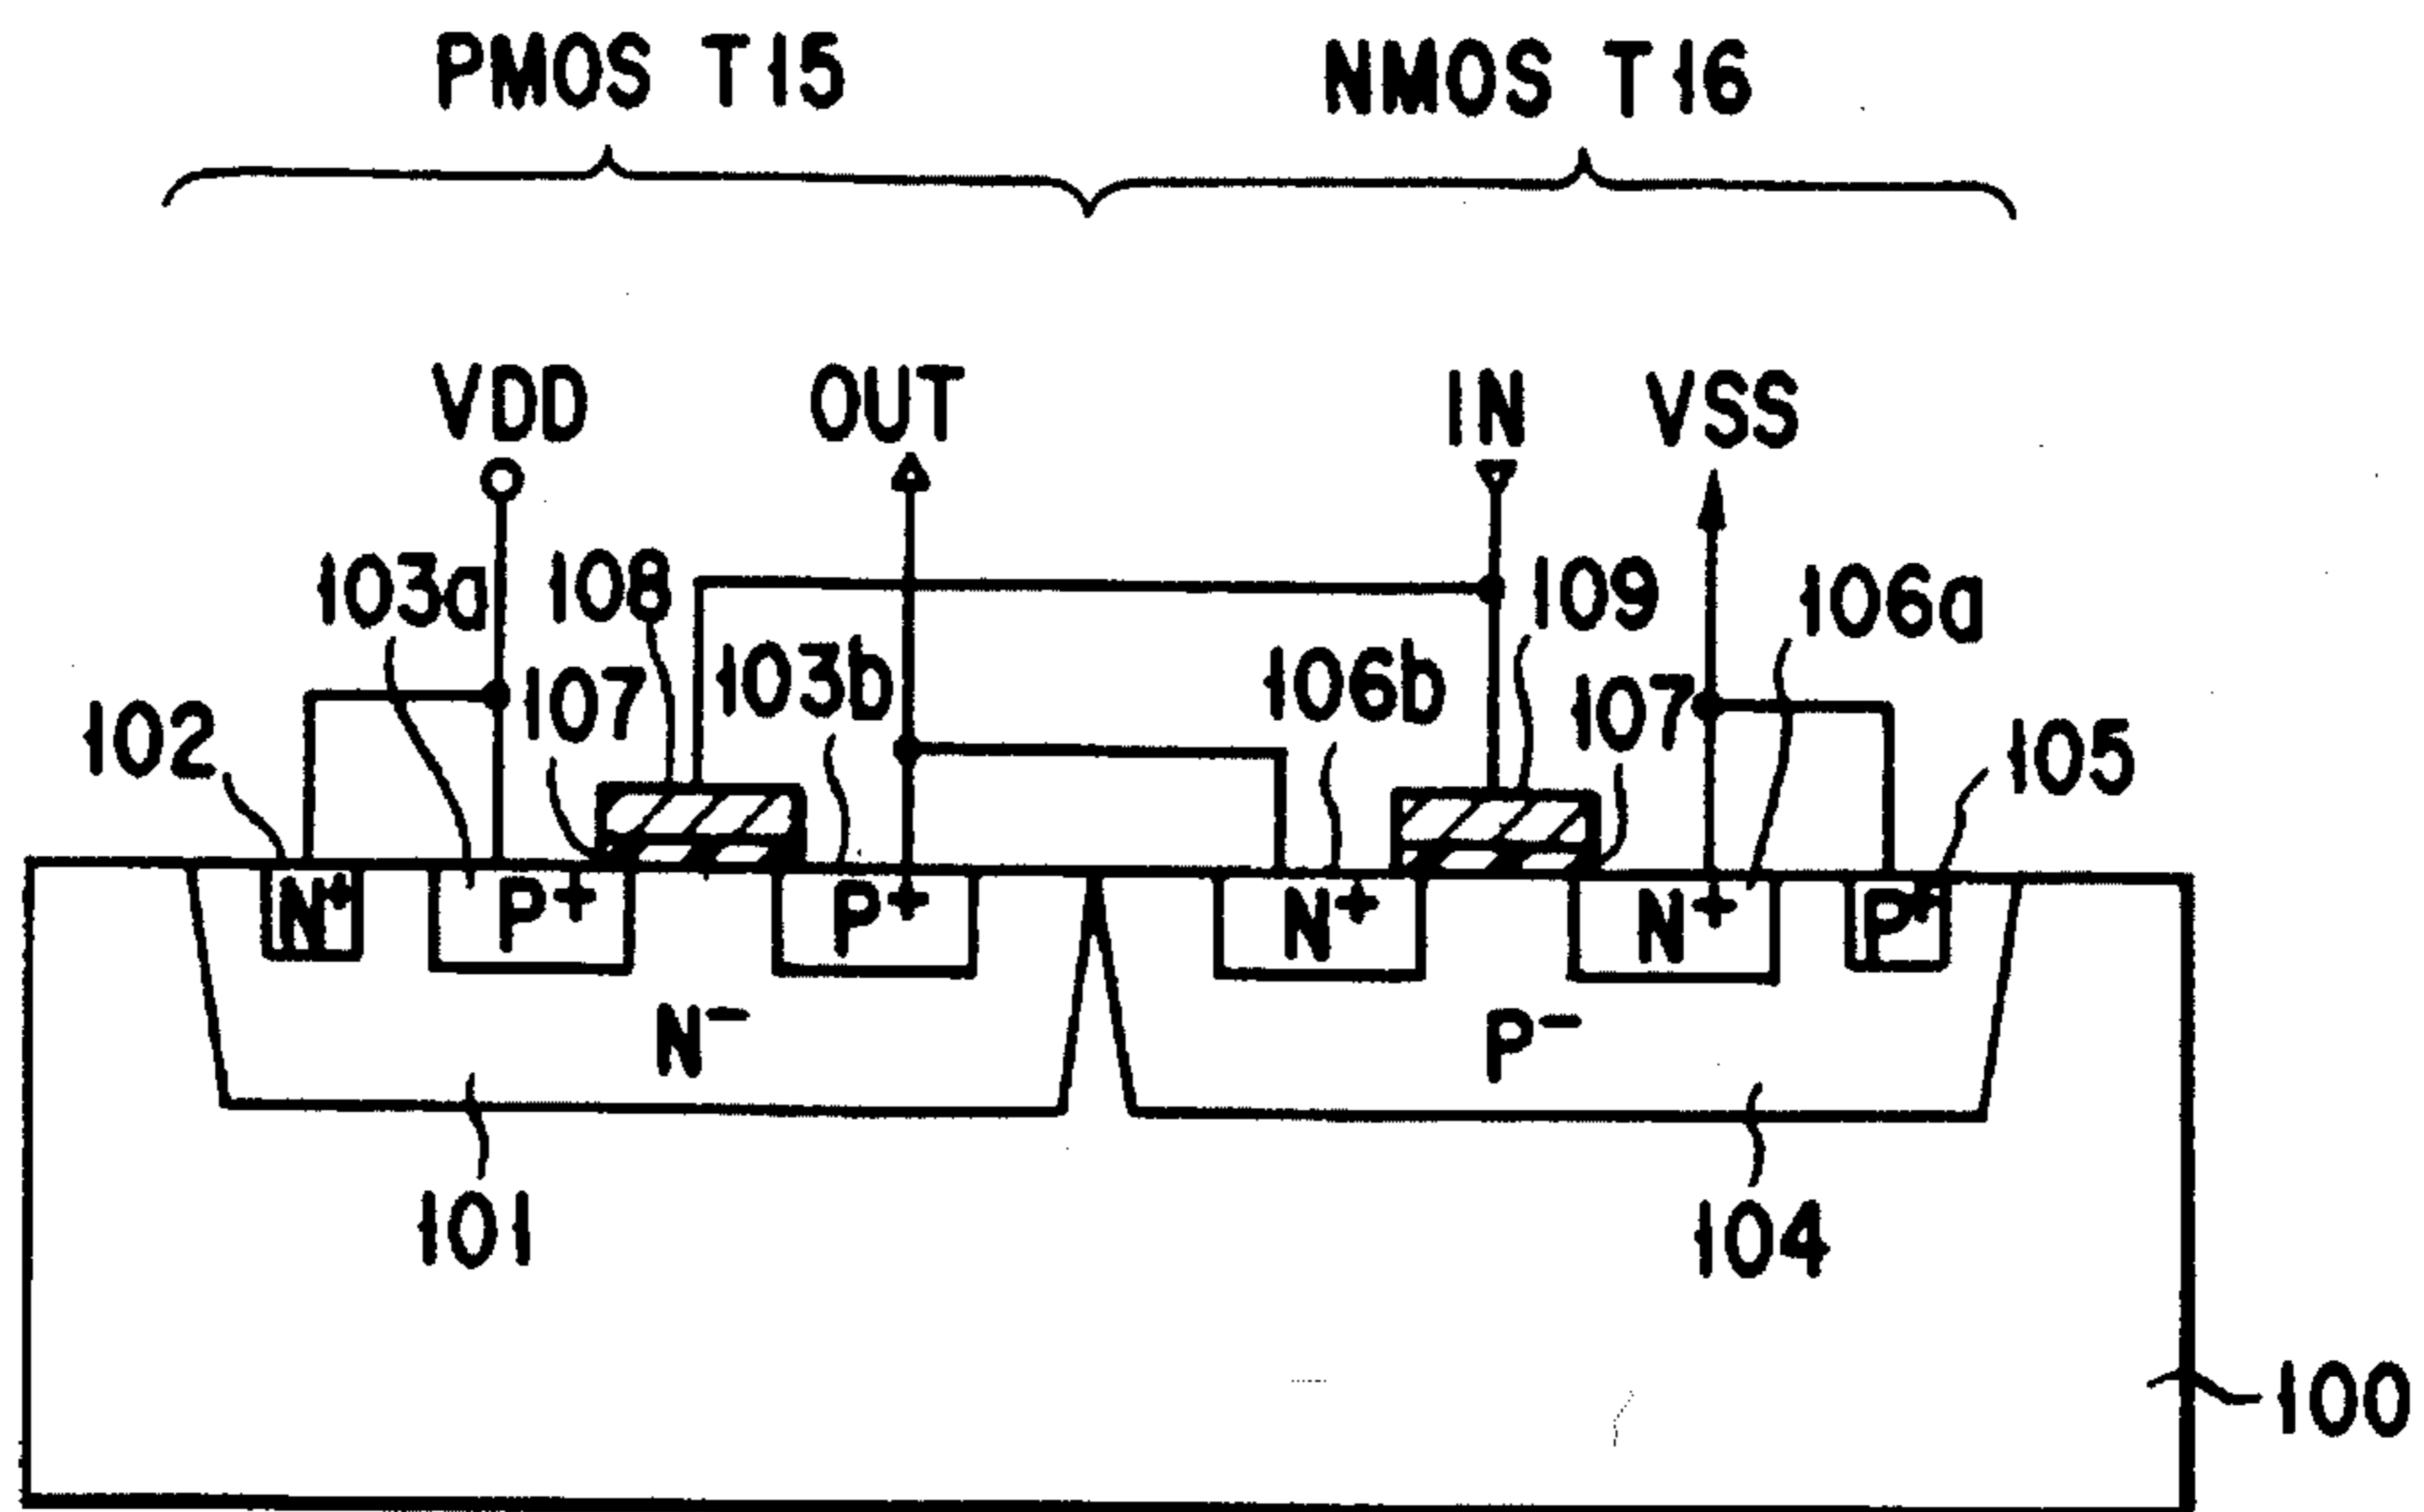 PMOS T15 NMOS T16
VDD OUT IN VSS
103a 108 109 106a
102 107 103b 106b 107 105
N+ P+ P+ N+ N+ P+
N− P−
101 104
100